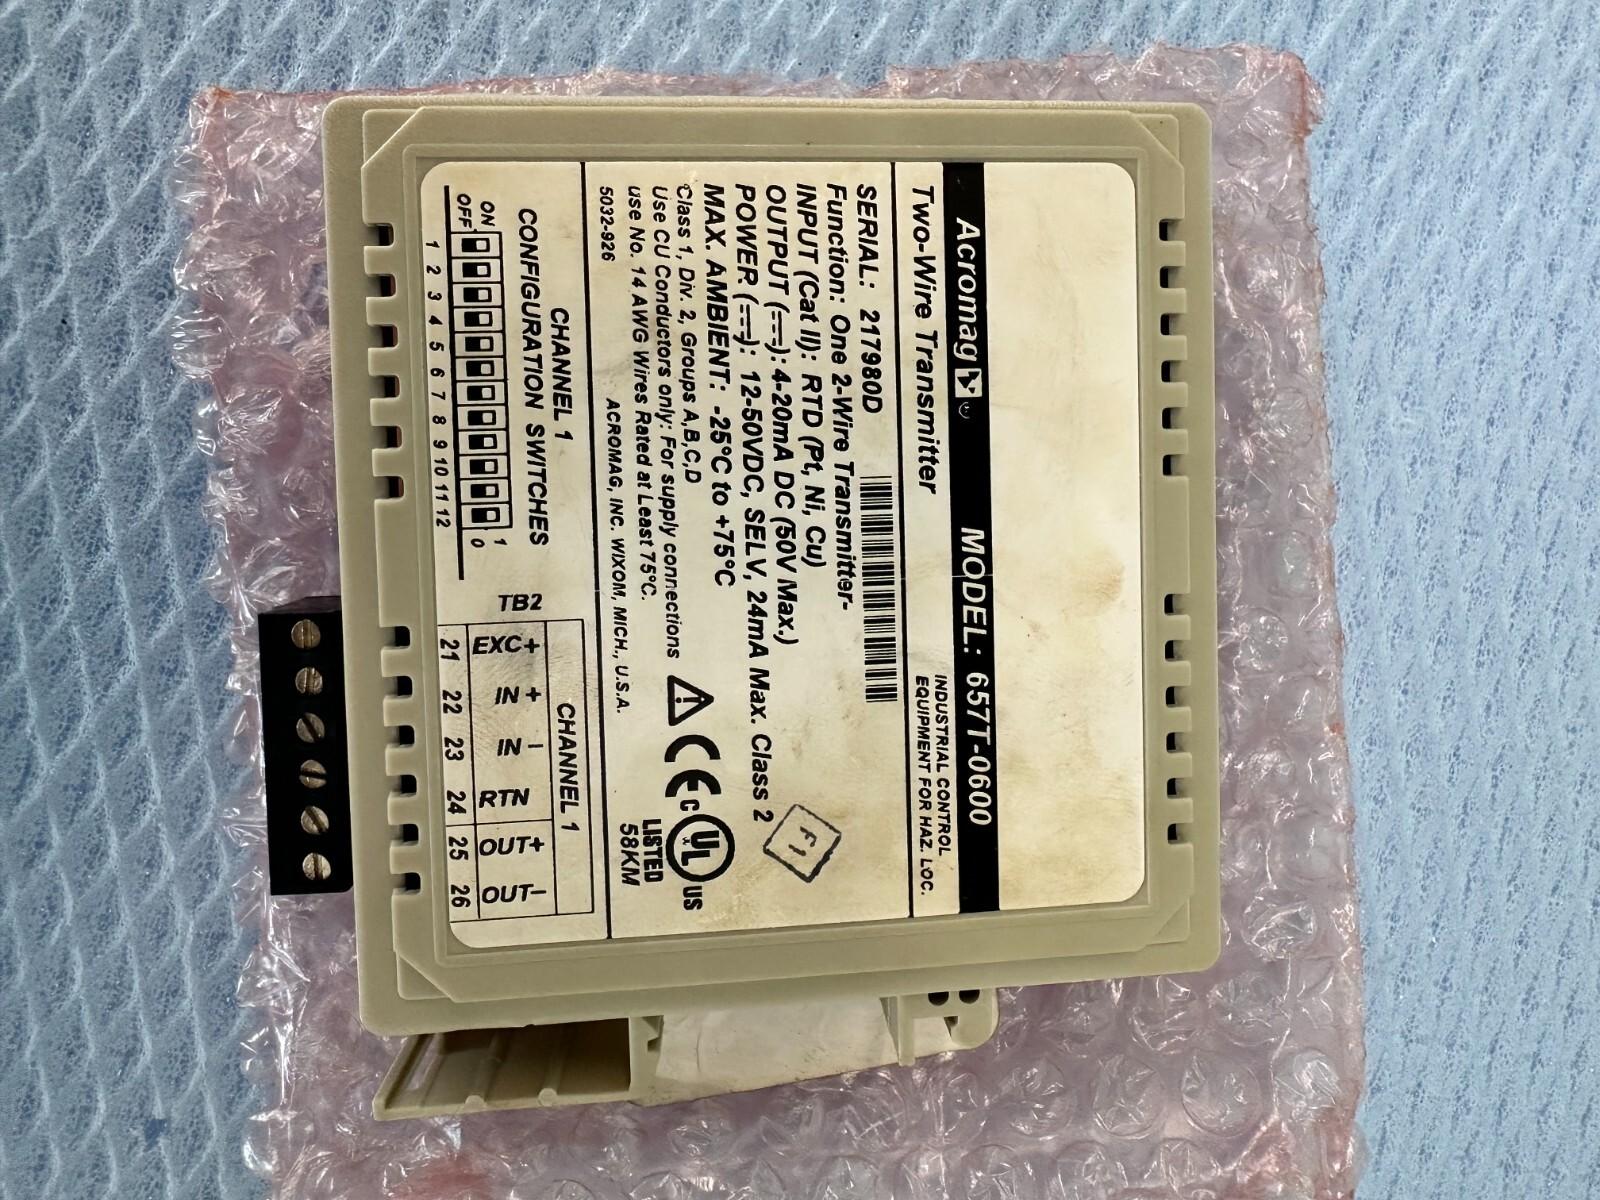 Acromag MODEL: 657T-0600
Two-Wire Transmitter
INDUSTRIAL CONTROL
EQUIPMENT FOR HAZ. LOC.
SERIAL: 217980D
Function: One 2-Wire Transmitter-
INPUT (Cat II): RTD (Pt, Ni, Cu)
OUTPUT (⎓): 4-20mA DC (50V Max.)
POWER (⎓): 12-50VDC, SELV, 24mA Max. Class 2
MAX. AMBIENT: -25°C to +75°C
Class 1, Div. 2, Groups A,B,C,D
Use CU Conductors only: For supply connections
use No. 14 AWG Wires Rated at Least 75°C.
5032-926 ACROMAG, INC. WIXOM, MICH., U.S.A.
F1
CE
C UL US
LISTED
58KM
CHANNEL 1
CONFIGURATION SWITCHES
ON
OFF
1
0
1 2 3 4 5 6 7 8 9 10 11 12
TB2
CHANNEL 1
EXC+ IN + IN - RTN OUT+ OUT-
21 22 23 24 25 26